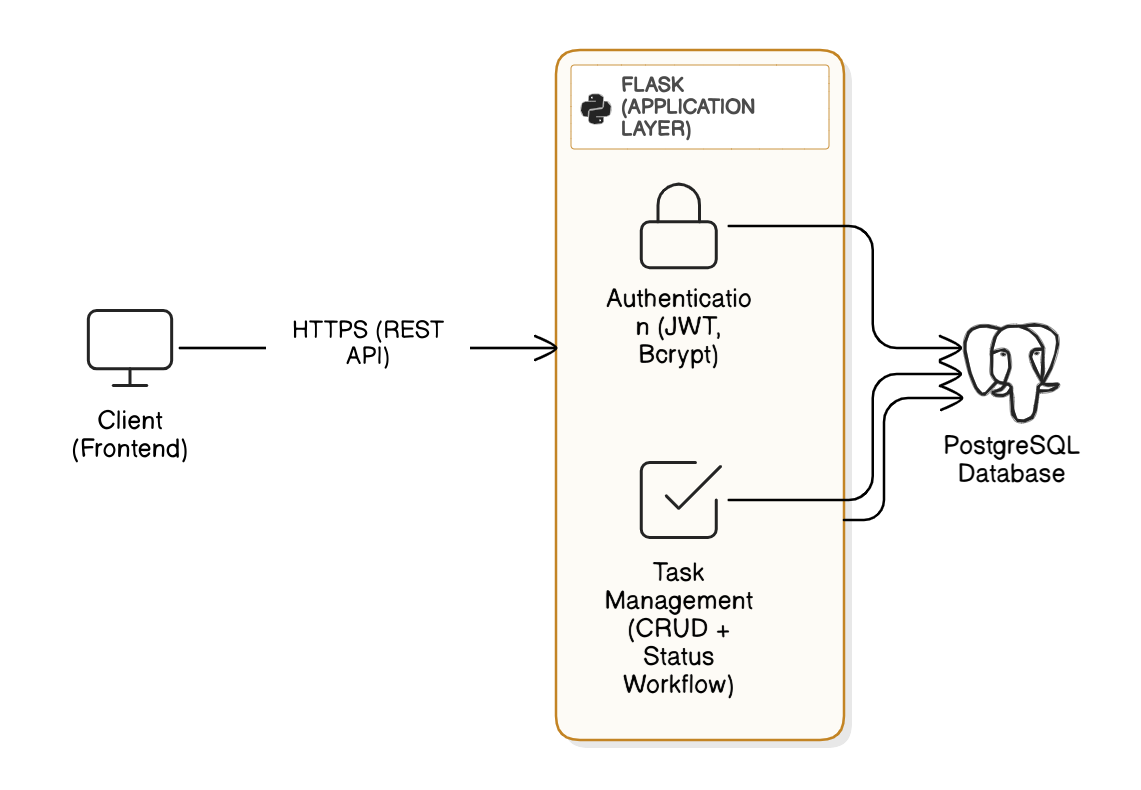 FLASK
(APPLICATION
LAYER)
Authenticatio
n (JWT,
Bcrypt)
HTTPS (REST
API)
Client
(Frontend)
PostgreSQL
Database
Task
Management
(CRUD +
Status
Workflow)